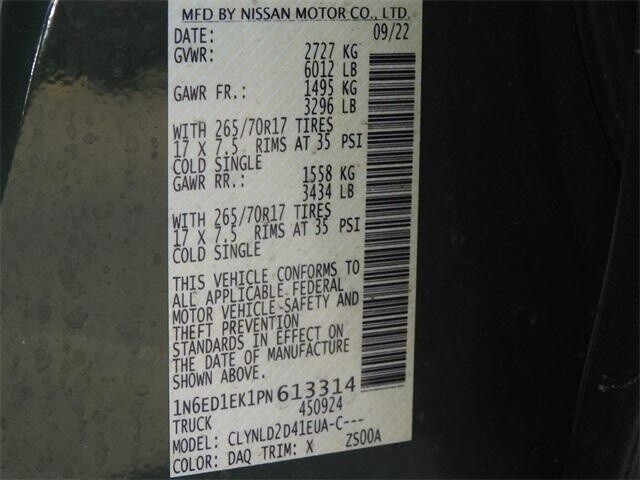 MFD BY NISSAN MOTOR CO., LTD.
DATE: 09/22
GVWR: 2727 KG
6012 LB
GAWR FR.: 1495 KG
3296 LB
WITH 265/70R17 TIRES
17 X 7.5 RIMS AT 35 PSI
COLD SINGLE
GAWR RR.: 1558 KG
3434 LB
WITH 265/70R17 TIRES
17 X 7.5 RIMS AT 35 PSI
COLD SINGLE
THIS VEHICLE CONFORMS TO
ALL APPLICABLE FEDERAL
MOTOR VEHICLE SAFETY AND
THEFT PREVENTION
STANDARDS IN EFFECT ON
THE DATE OF MANUFACTURE
SHOWN ABOVE.
1N6ED1EK1PN613314
TRUCK 450924
MODEL: CLYNLD2D41EUA-C---
COLOR: DAQ TRIM: X ZS00A